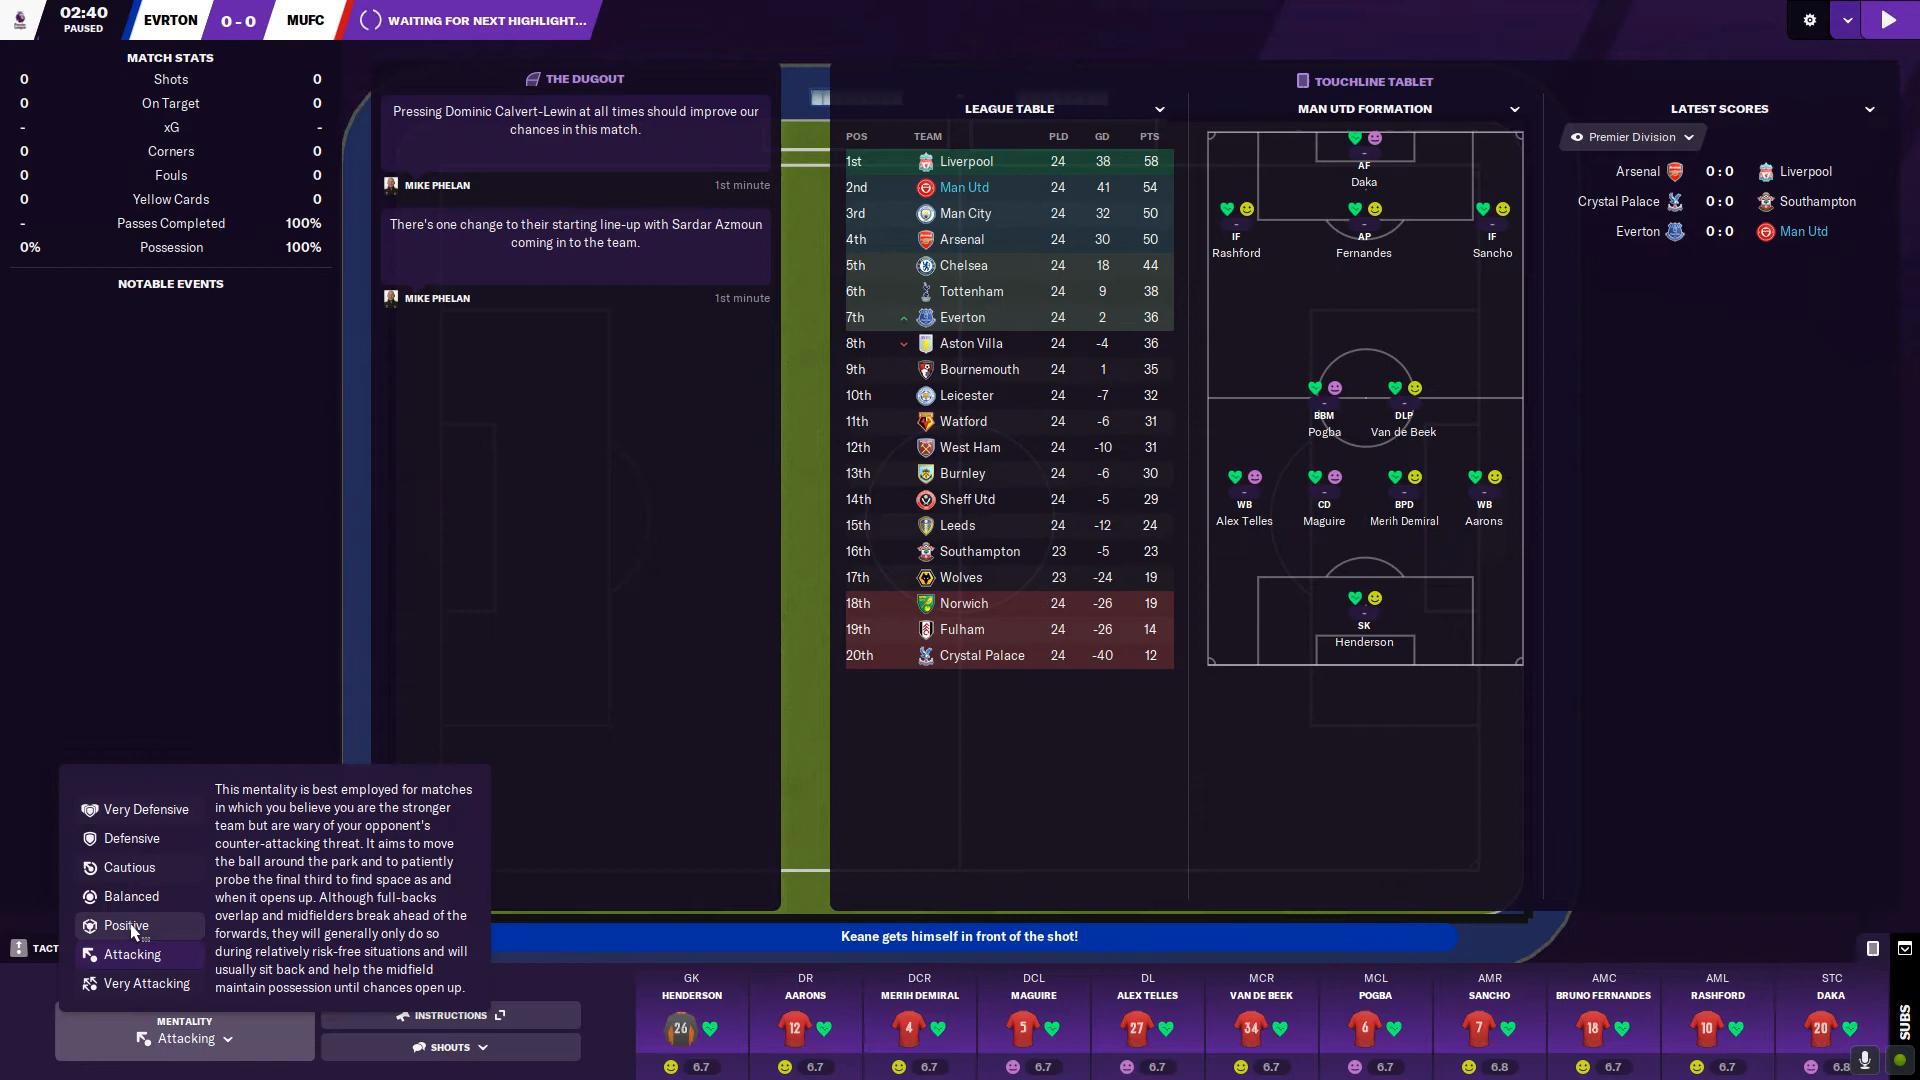 02:40
PAUSED
EVRTON 0 - 0 MUFC
WAITING FOR NEXT HIGHLIGHT...
MATCH STATS
0 Shots 0
0 On Target 0
- xG -
0 Corners 0
0 Fouls 0
0 Yellow Cards 0
- Passes Completed 100%
0% Possession 100%
NOTABLE EVENTS
THE DUGOUT
Pressing Dominic Calvert-Lewin at all times should improve our
chances in this match.
MIKE PHELAN 1st minute
There's one change to their starting line-up with Sardar Azmoun
coming in to the team.
MIKE PHELAN 1st minute
TOUCHLINE TABLET
LEAGUE TABLE
POS TEAM PLD GD PTS
1st Liverpool 24 38 58
2nd Man Utd 24 41 54
3rd Man City 24 32 50
4th Arsenal 24 30 50
5th Chelsea 24 18 44
6th Tottenham 24 9 38
7th Everton 24 2 36
8th Aston Villa 24 -4 36
9th Bournemouth 24 1 35
10th Leicester 24 -7 32
11th Watford 24 -6 31
12th West Ham 24 -10 31
13th Burnley 24 -6 30
14th Sheff Utd 24 -5 29
15th Leeds 24 -12 24
16th Southampton 23 -5 23
17th Wolves 23 -24 19
18th Norwich 24 -26 19
19th Fulham 24 -26 14
20th Crystal Palace 24 -40 12
MAN UTD FORMATION
-
AF
Daka
- - -
IF AP IF
Rashford Fernandes Sancho
- -
BBM DLP
Pogba Van de Beek
- - - -
WB CD BPD WB
Alex Telles Maguire Merih Demiral Aarons
-
SK
Henderson
LATEST SCORES
Premier Division
Arsenal 0 : 0 Liverpool
Crystal Palace 0 : 0 Southampton
Everton 0 : 0 Man Utd
Very Defensive
Defensive
Cautious
Balanced
Positive
Attacking
Very Attacking
This mentality is best employed for matches
in which you believe you are the stronger
team but are wary of your opponent's
counter-attacking threat. It aims to move
the ball around the park and to patiently
probe the final third to find space as and
when it opens up. Although full-backs
overlap and midfielders break ahead of the
forwards, they will generally only do so
during relatively risk-free situations and will
usually sit back and help the midfield
maintain possession until chances open up.
TACT
MENTALITY
Attacking
INSTRUCTIONS
SHOUTS
Keane gets himself in front of the shot!
GK DR DCR DCL DL MCR MCL AMR AMC AML STC
HENDERSON AARONS MERIH DEMIRAL MAGUIRE ALEX TELLES VAN DE BEEK POGBA SANCHO BRUNO FERNANDES RASHFORD DAKA
26 12 4 5 27 34 6 7 18 10 20
6.7 6.7 6.7 6.7 6.7 6.7 6.7 6.8 6.7 6.7 6.8
SUBS